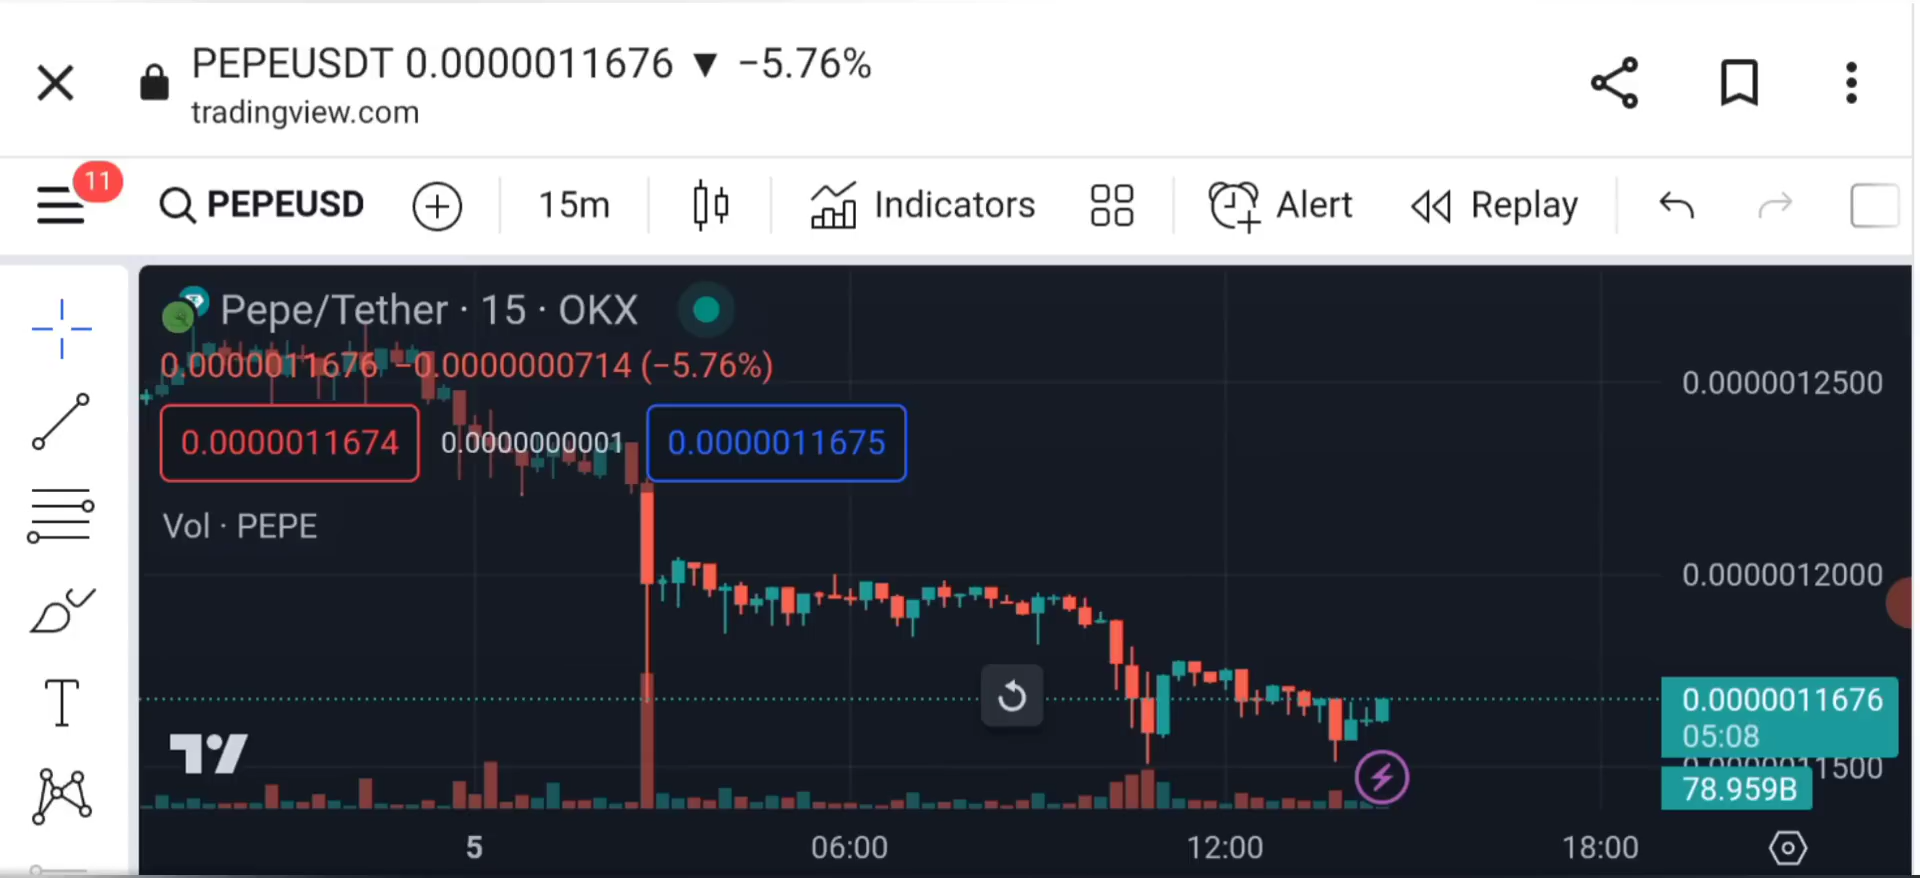 PEPEUSDT 0.0000011676 ▼ −5.76%
tradingview.com
11
PEPEUSD
15m
Indicators
Alert
Replay
Pepe/Tether · 15 · OKX
0.0000011676 −0.0000000714 (−5.76%)
0.0000012500
0.0000011674
0.0000000001
0.0000011675
Vol · PEPE
0.0000012000
0.0000011676
05:08
78.959B
5
06:00
12:00
18:00